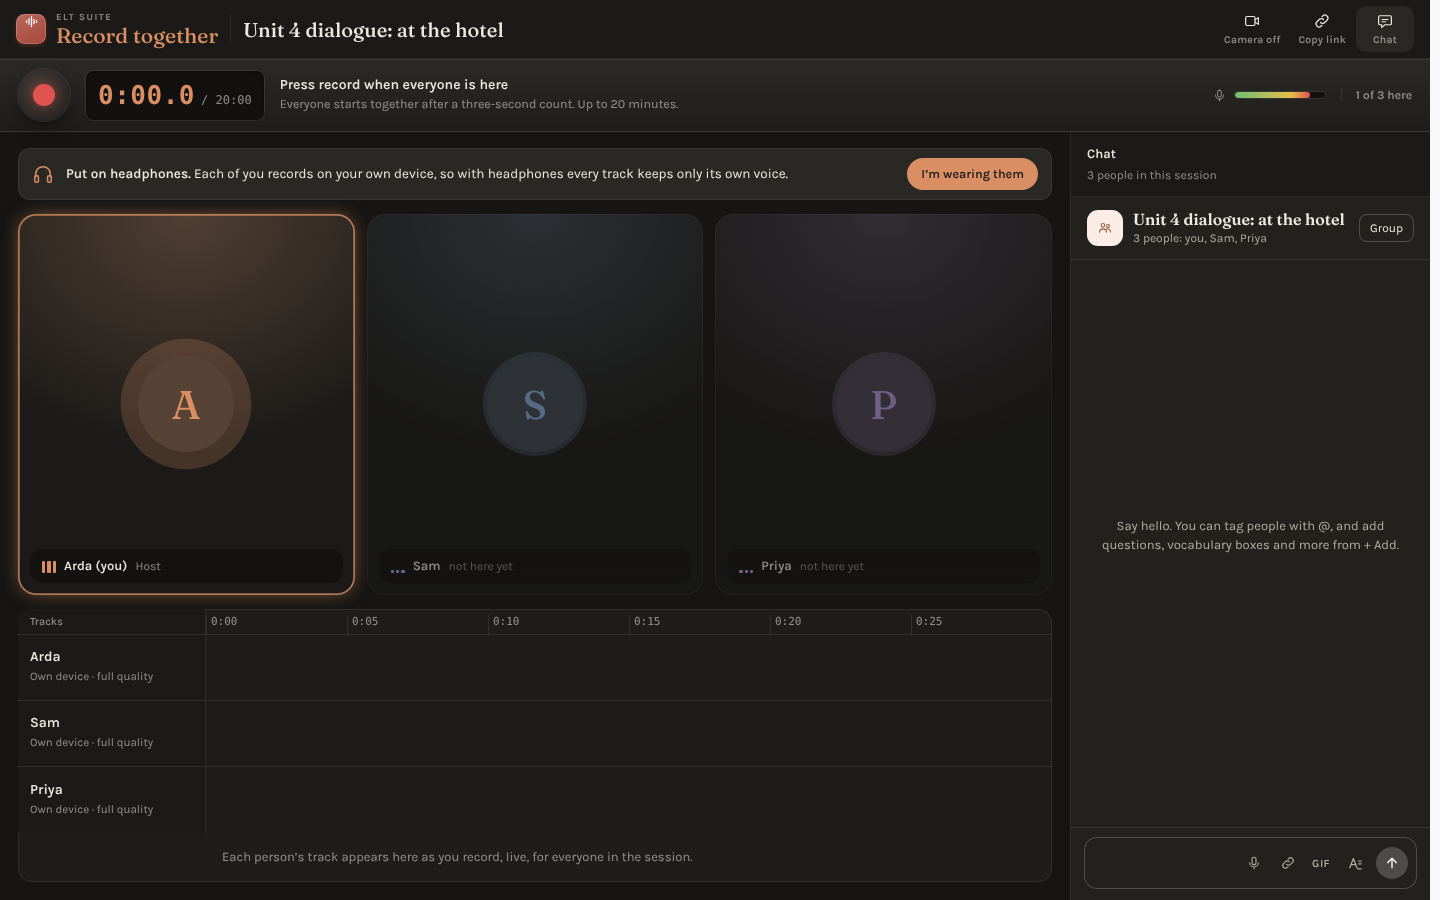 ELT SUITE
Record together
Unit 4 dialogue: at the hotel
Camera off
Copy link
Chat
0:00.0 / 20:00
Press record when everyone is here
Everyone starts together after a three-second count. Up to 20 minutes.
1 of 3 here
Put on headphones. Each of you records on your own device, so with headphones every track keeps only its own voice.
I'm wearing them
A
S
P
Arda (you) Host
Sam not here yet
Priya not here yet
Tracks
0:00
0:05
0:10
0:15
0:20
0:25
Arda
Own device · full quality
Sam
Own device · full quality
Priya
Own device · full quality
Each person's track appears here as you record, live, for everyone in the session.
Chat
3 people in this session
Unit 4 dialogue: at the hotel
3 people: you, Sam, Priya
Group
Say hello. You can tag people with @, and add
questions, vocabulary boxes and more from + Add.
GIF